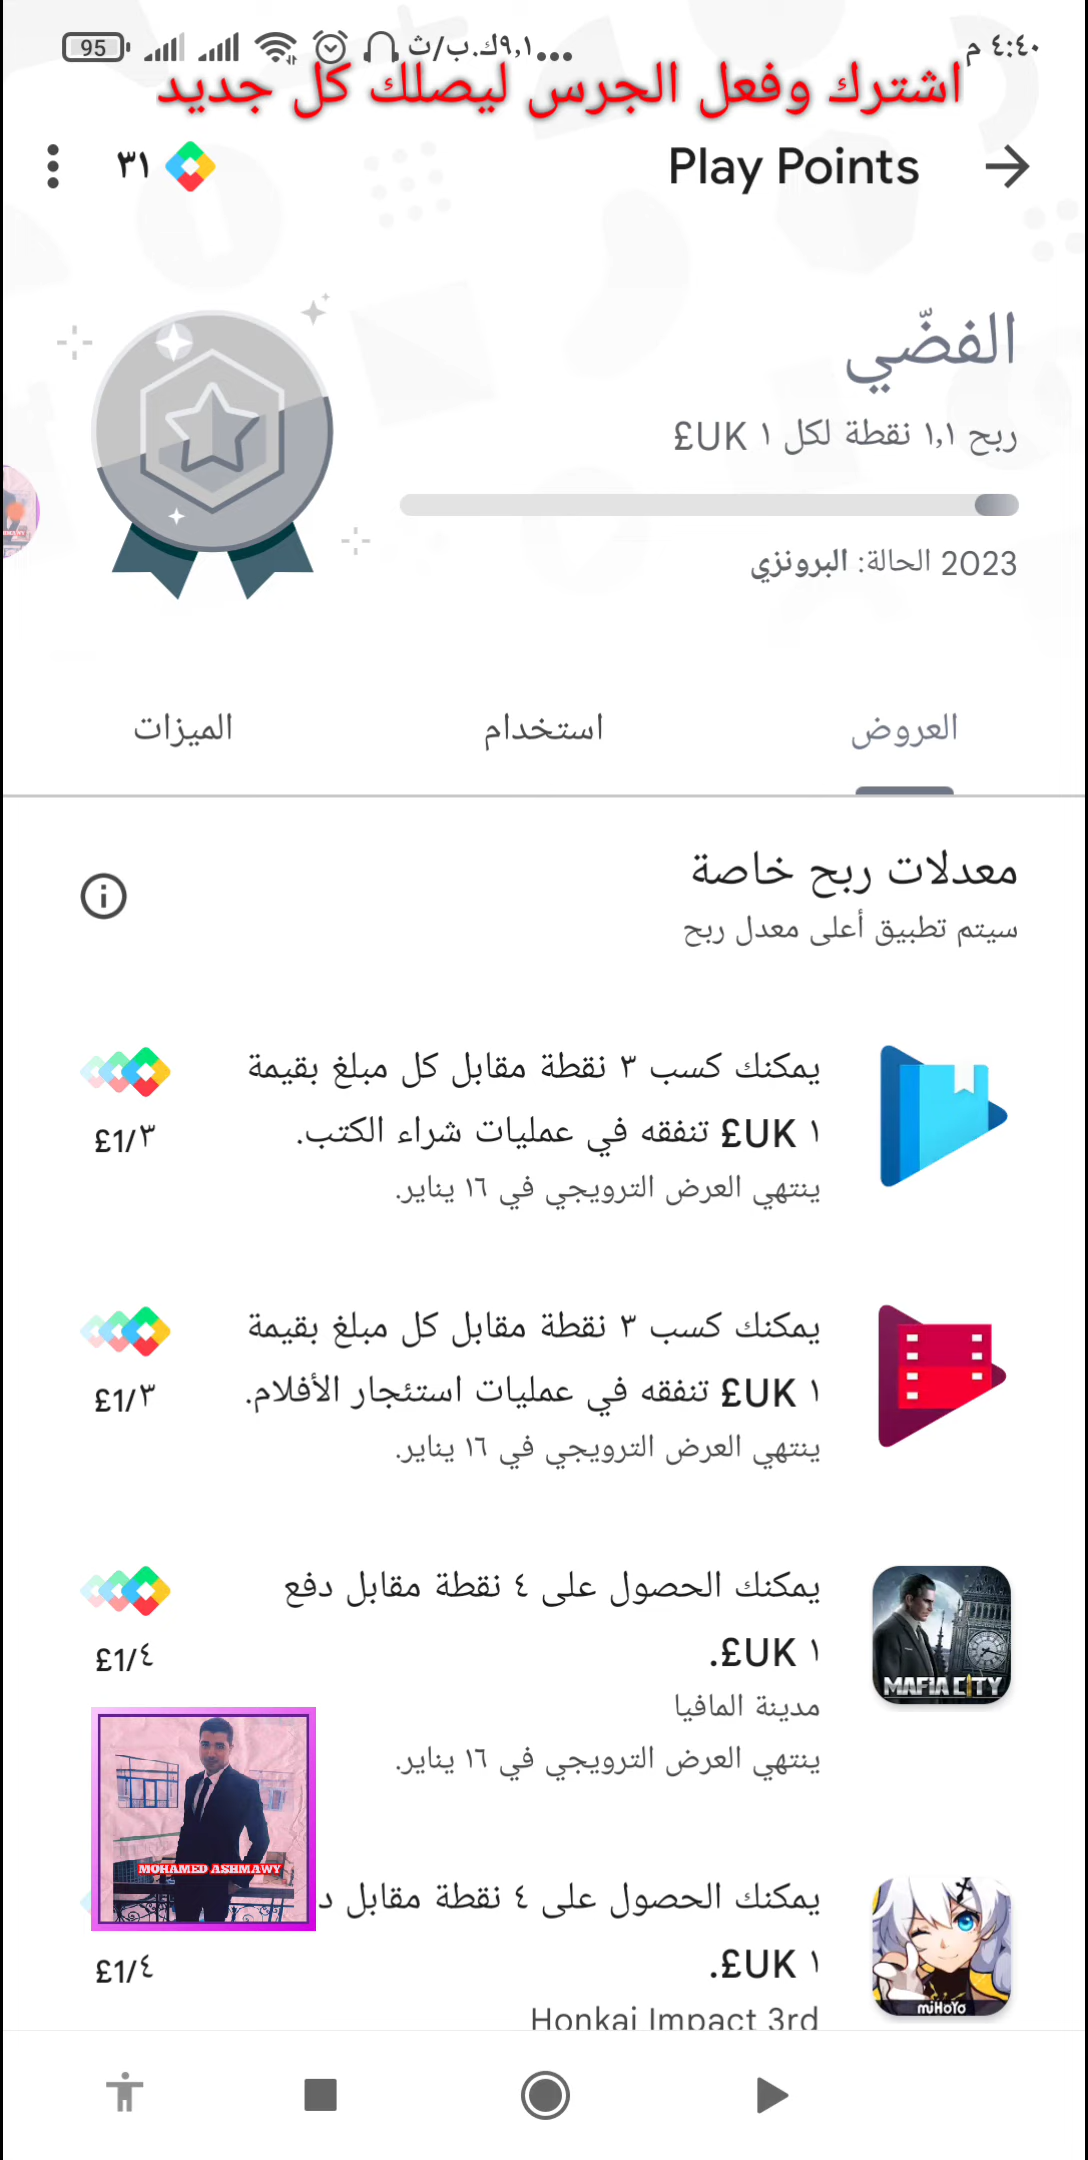 ٤:٤٠ م
...٩,١ك.ب/ث
95
اشترك وفعل الجرس ليصلك كل جديد
Play Points
٣١
الفضّي
ربح ١,١ نقطة لكل ١ UK£
2023 الحالة: البرونزي
العروض
استخدام
الميزات
معدلات ربح خاصة
سيتم تطبيق أعلى معدل ربح
يمكنك كسب ٣ نقطة مقابل كل مبلغ بقيمة
١ UK£ تنفقه في عمليات شراء الكتب.
ينتهي العرض الترويجي في ١٦ يناير.
£1/٣
يمكنك كسب ٣ نقطة مقابل كل مبلغ بقيمة
١ UK£ تنفقه في عمليات استئجار الأفلام.
ينتهي العرض الترويجي في ١٦ يناير.
£1/٣
MAFIA CITY
يمكنك الحصول على ٤ نقطة مقابل دفع
١ UK£.
مدينة المافيا
ينتهي العرض الترويجي في ١٦ يناير.
£1/٤
MOHAMED ASHMAWY
يمكنك الحصول على ٤ نقطة مقابل د
١ UK£.
Honkai Impact 3rd
£1/٤
miHoYo